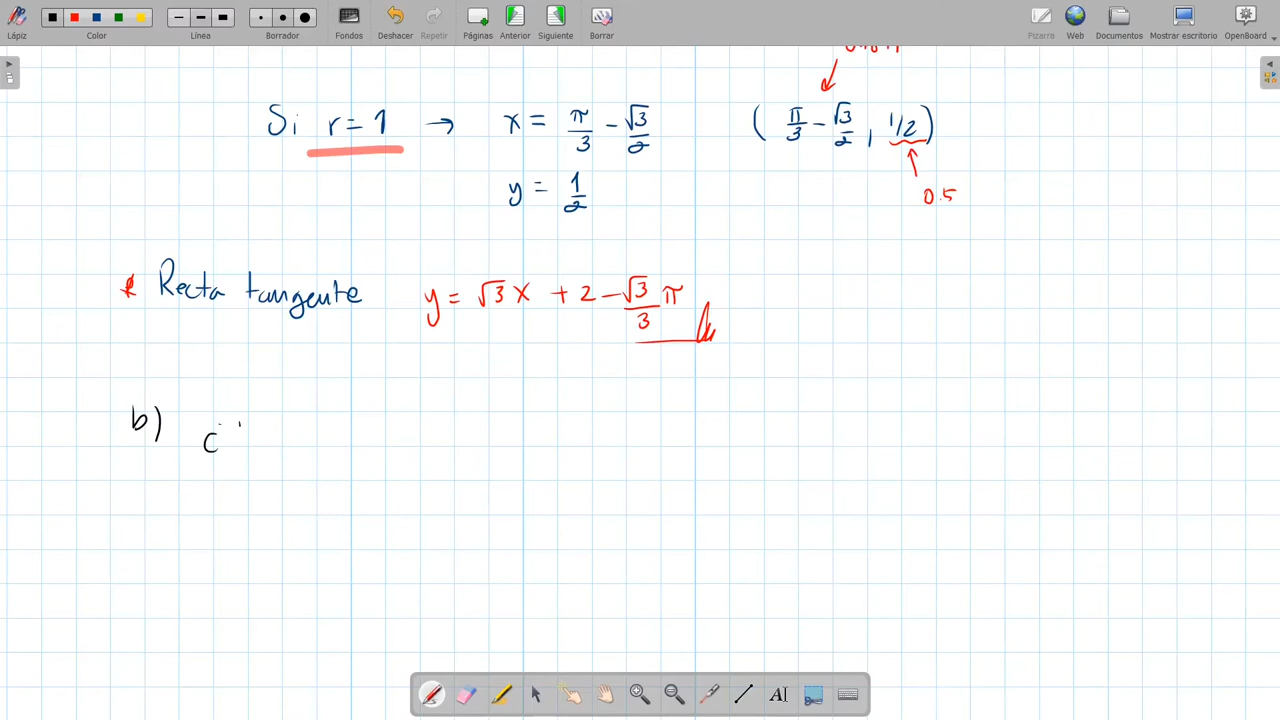 Lápiz Color Línea Borrador Fondos Deshacer Repetir Páginas Anterior Siguiente Borrar Pizarra Web Documentos Mostrar escritorio OpenBoard
Si r = 1 → x = π/3 - √3/2 ( π/3 - √3/2 , 1/2 )
y = 1/2
0.5
* Recta tangente y = √3 x + 2 - √3/3 π
b) C
AI